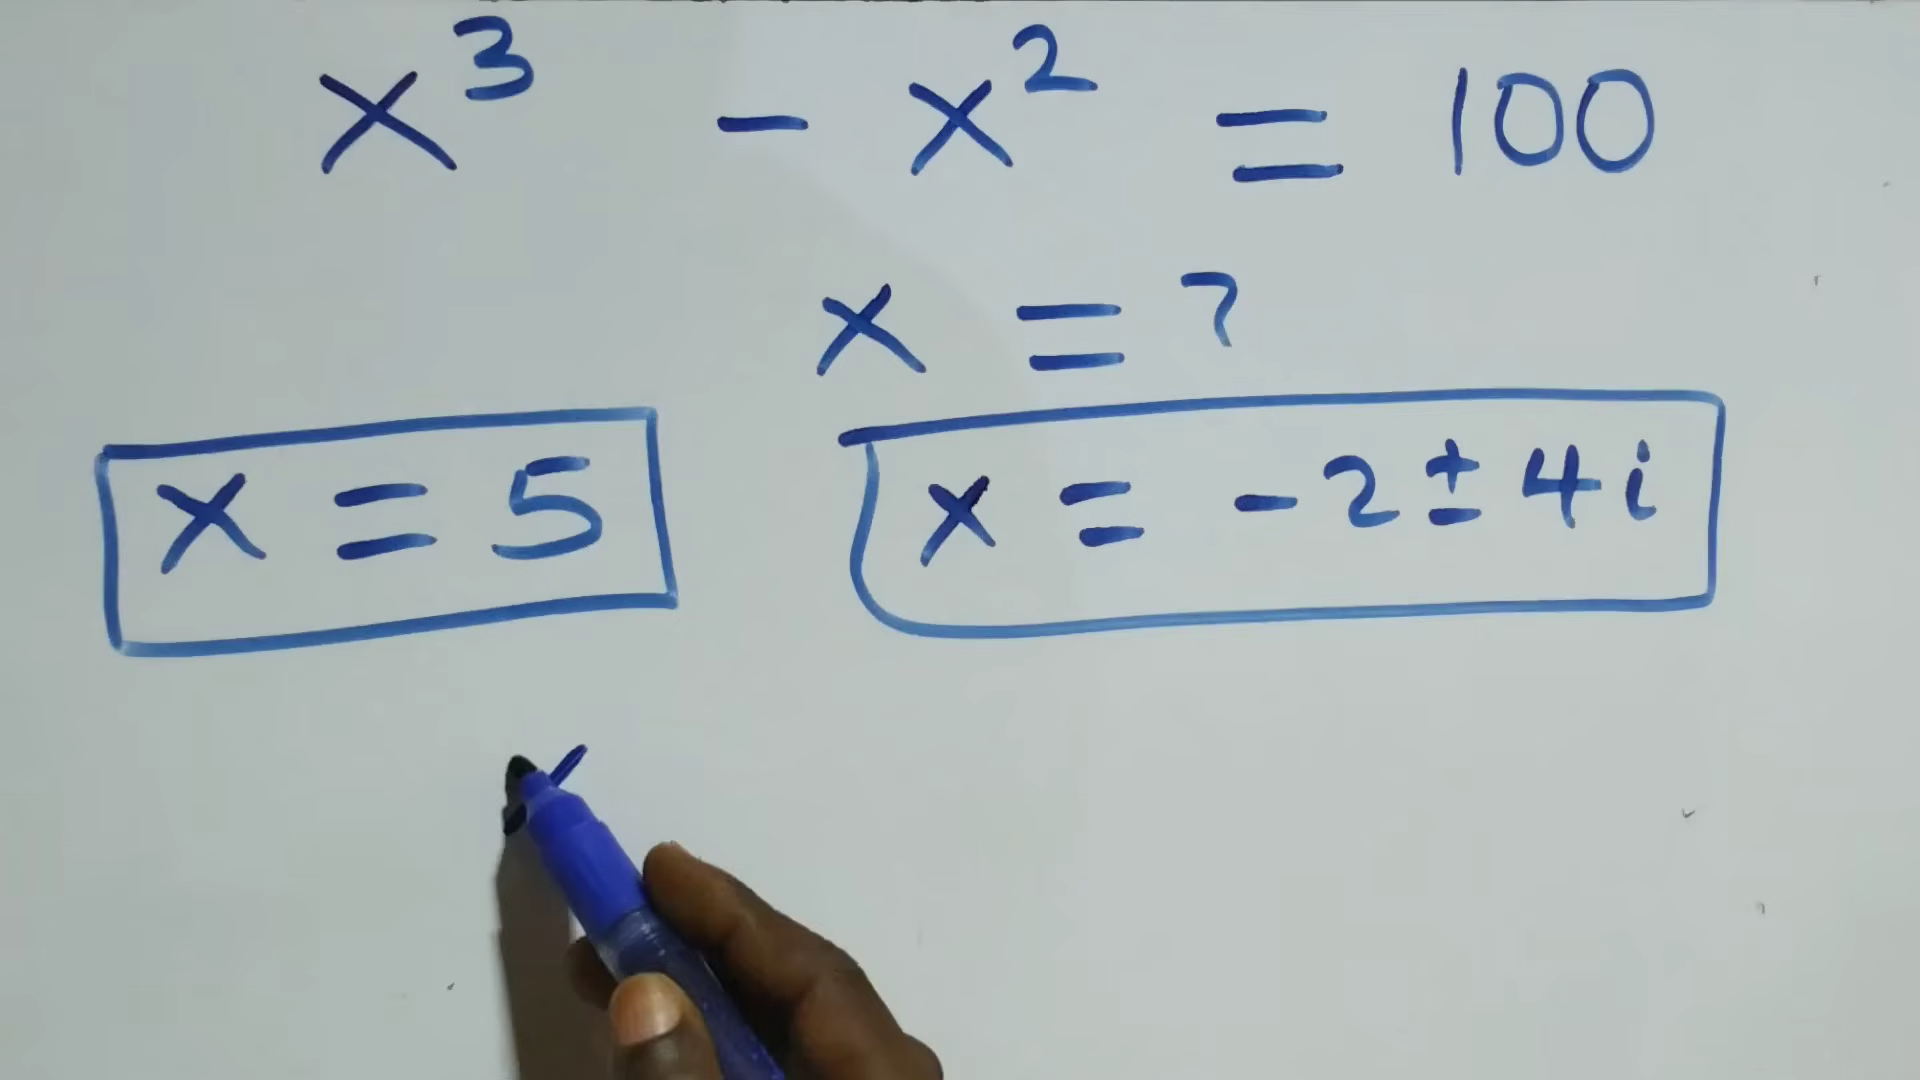 x³ - x² = 100
x = ?
x = 5
x = -2 ± 4i